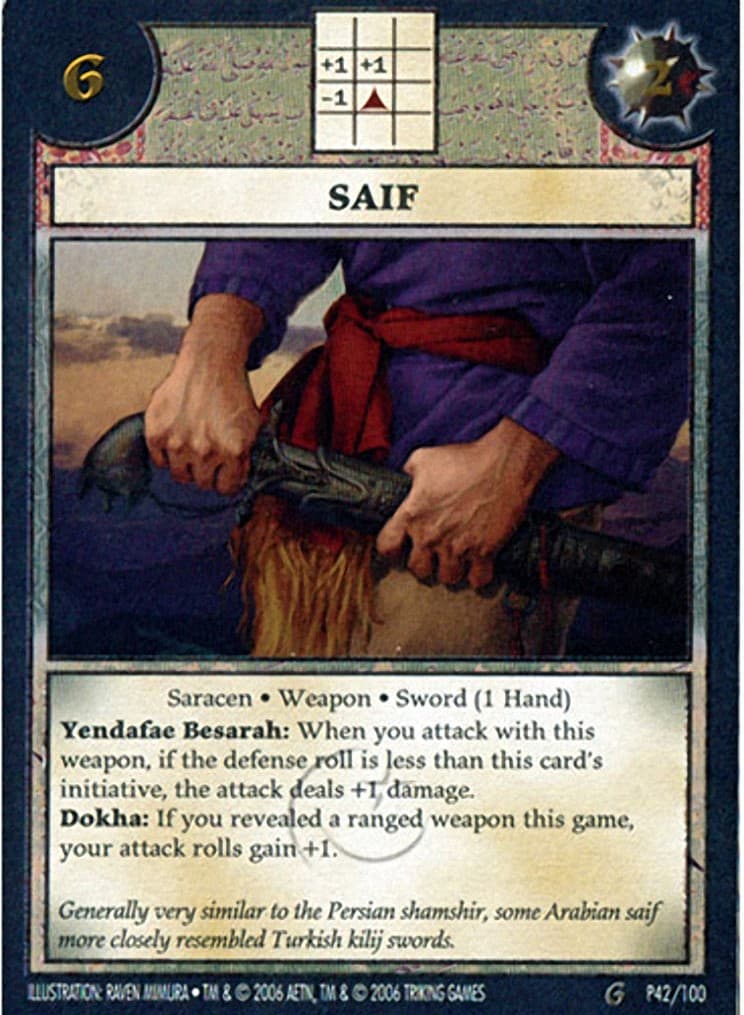 6
+1 +1
-1
2
SAIF
Saracen • Weapon • Sword (1 Hand)
Yendafae Besarah: When you attack with this
weapon, if the defense roll is less than this card's
initiative, the attack deals +1 damage.
Dokha: If you revealed a ranged weapon this game,
your attack rolls gain +1.
Generally very similar to the Persian shamshir, some Arabian saif
more closely resembled Turkish kilij swords.
ILLUSTRATION: RAVEN MIMURA • TM & © 2006 AETN, TM & © 2006 TRIKING GAMES
G P42/100